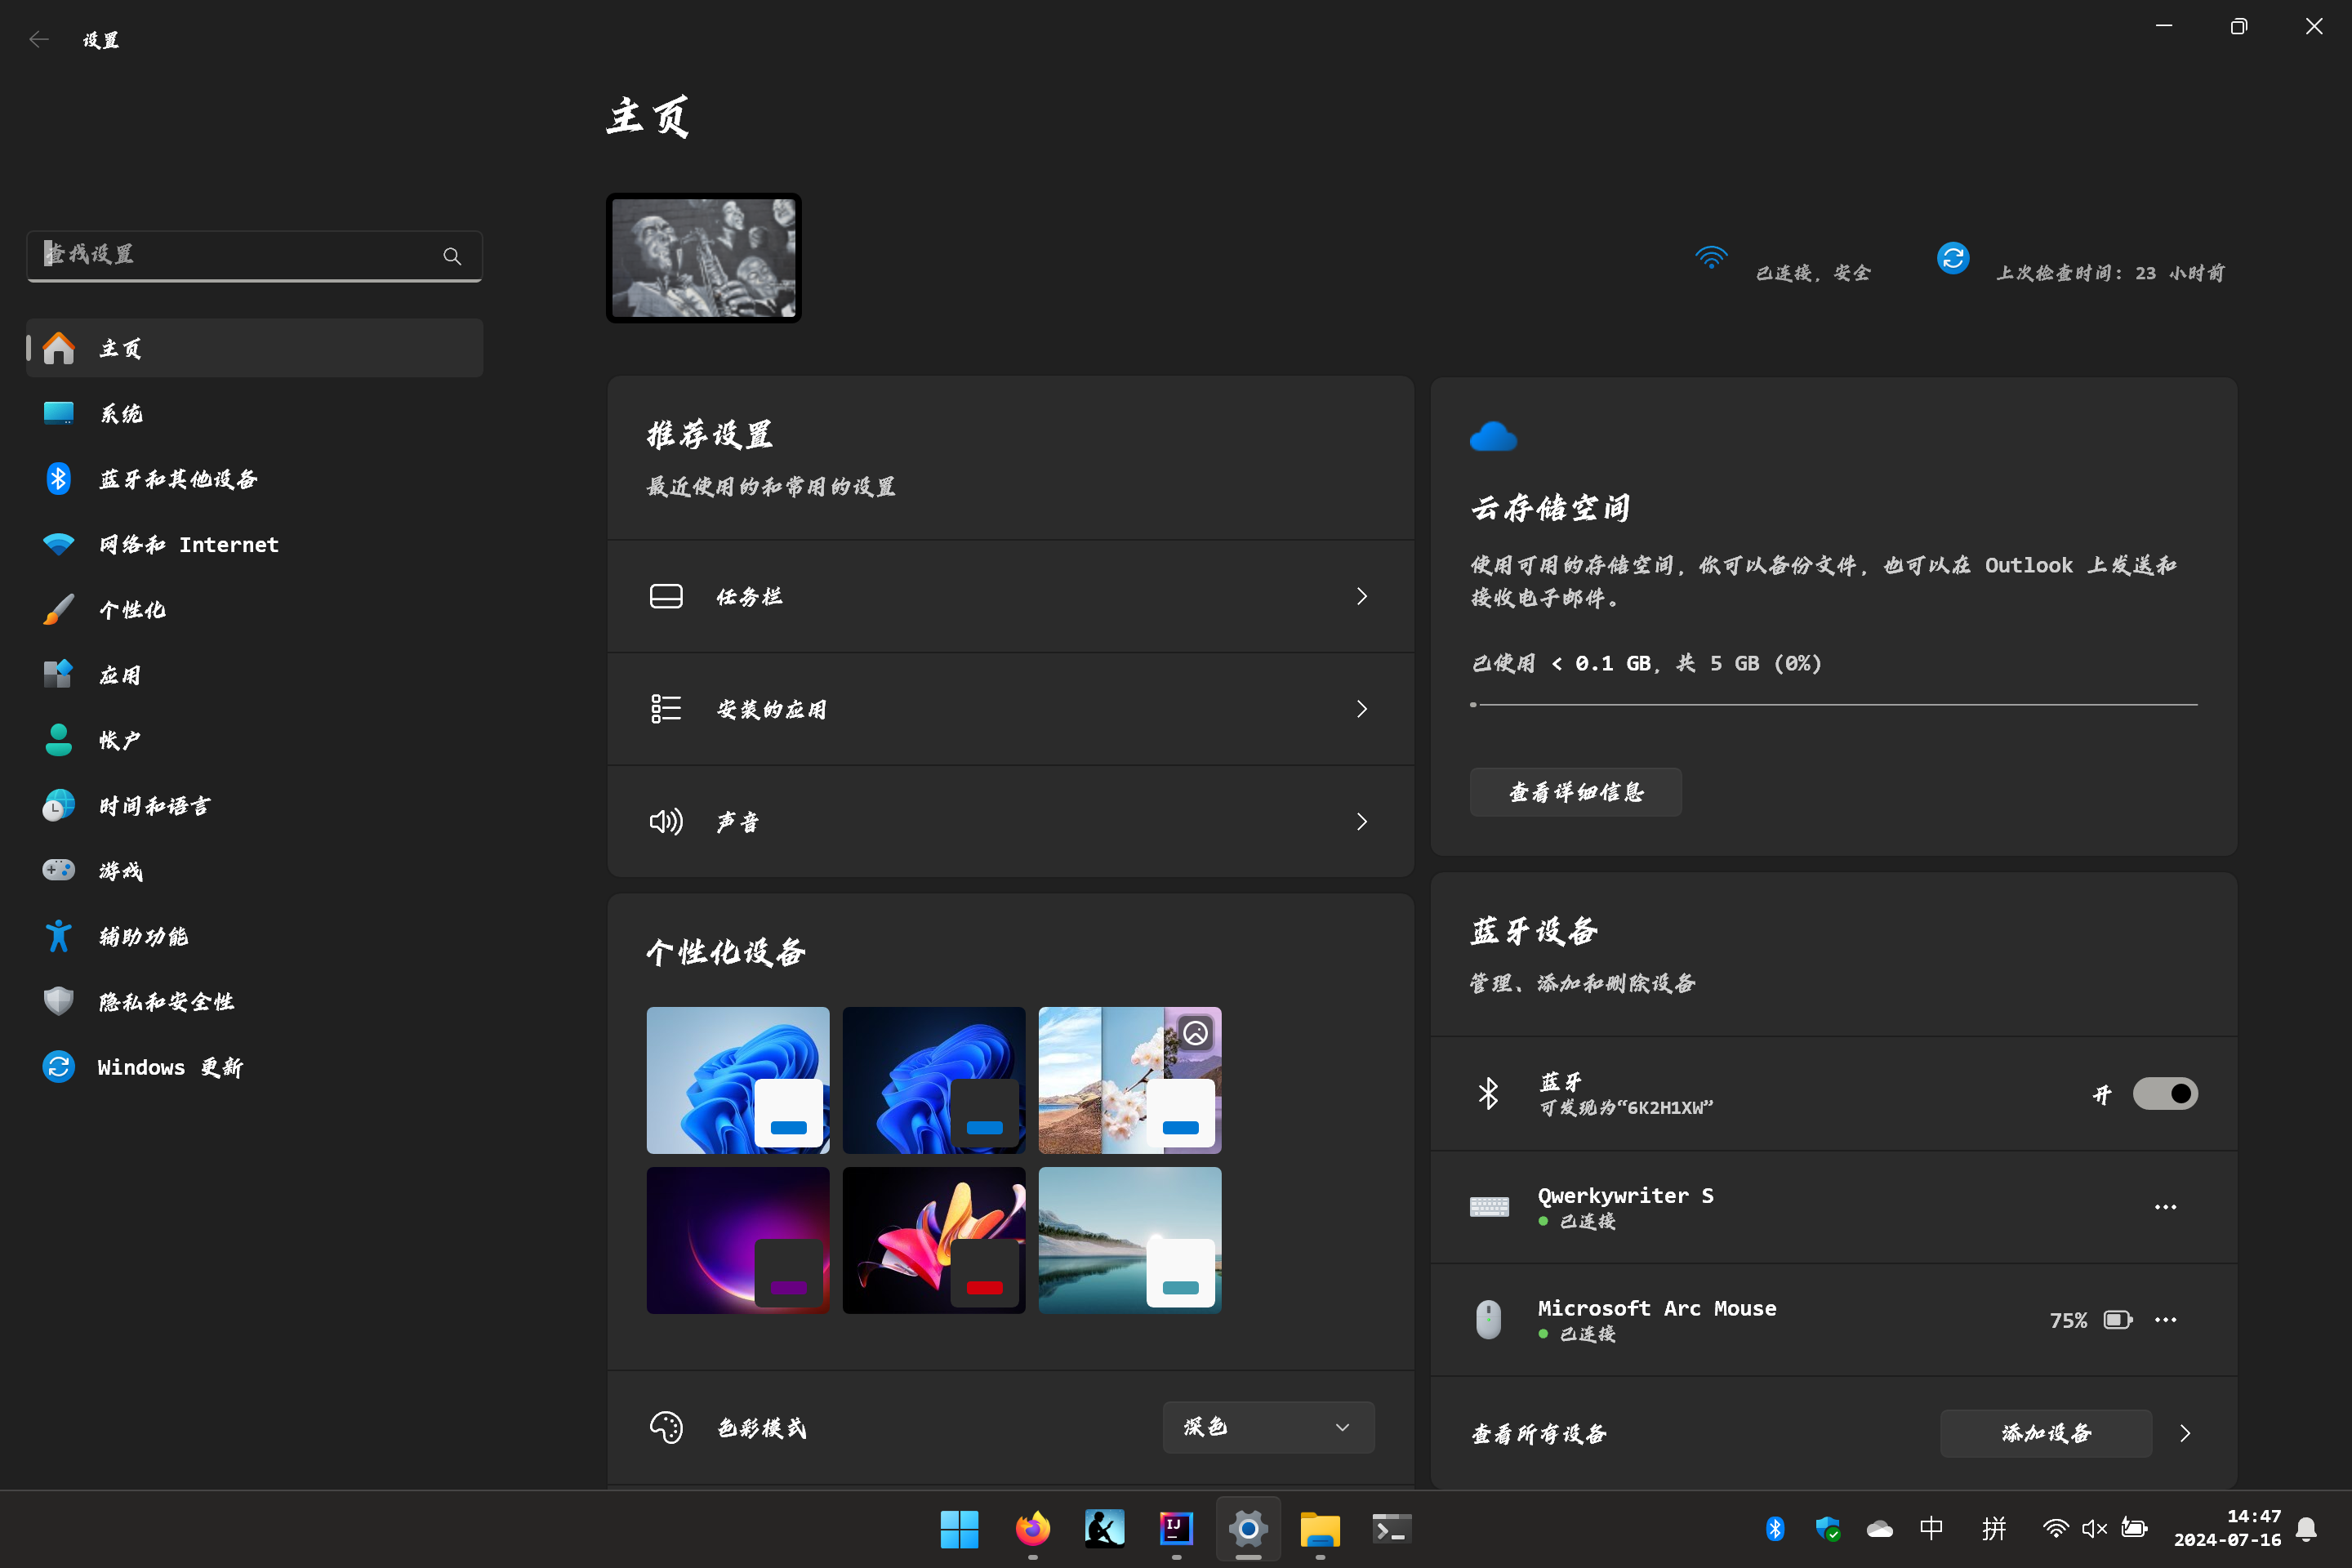 设置
主页
查找设置
已连接，安全
上次检查时间：23 小时前
主页
系统
蓝牙和其他设备
网络和 Internet
个性化
应用
帐户
时间和语言
游戏
辅助功能
隐私和安全性
Windows 更新
推荐设置
最近使用的和常用的设置
任务栏
安装的应用
声音
个性化设备
色彩模式
深色
云存储空间
使用可用的存储空间，你可以备份文件，也可以在 Outlook 上发送和
接收电子邮件。
已使用 < 0.1 GB，共 5 GB (0%)
查看详细信息
蓝牙设备
管理、添加和删除设备
蓝牙
可发现为“6K2H1XW”
开
Qwerkywriter S
已连接
Microsoft Arc Mouse
已连接
75%
查看所有设备
添加设备
IJ
中
拼
14:47
2024-07-16